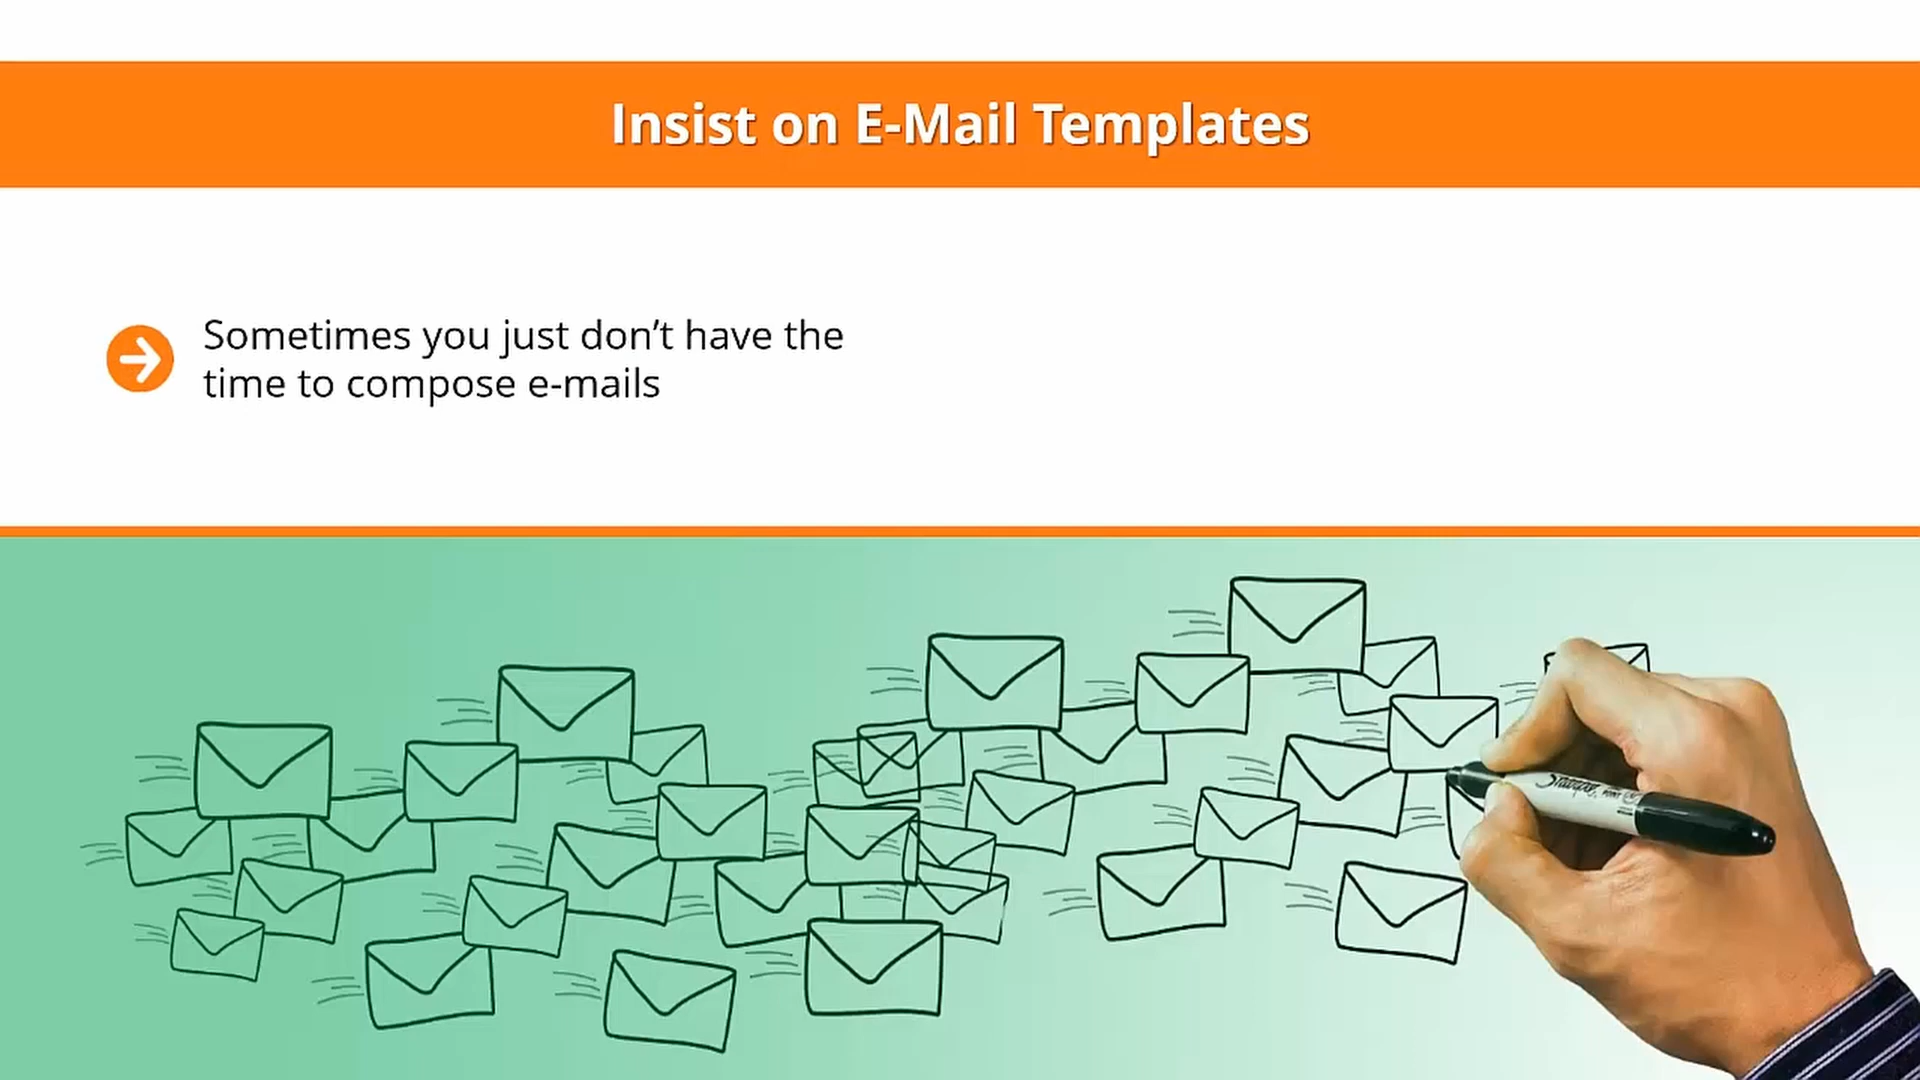 Insist on E-Mail Templates
Sometimes you just don’t have the
time to compose e-mails